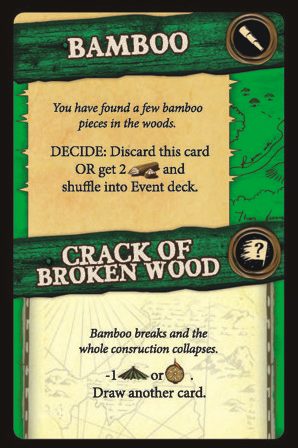 BAMBOO
You have found a few bamboo
pieces in the woods.
DECIDE: Discard this card
OR get 2 and
shuffle into Event deck.
CRACK OF
BROKEN WOOD
?
Bamboo breaks and the
whole consruction collapses.
-1 or .
Draw another card.